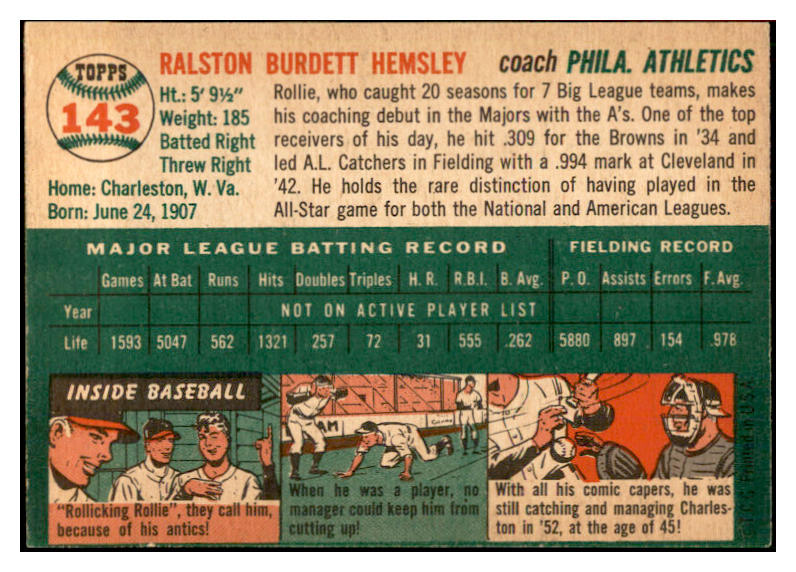 TOPPS
143
RALSTON BURDETT HEMSLEY coach PHILA. ATHLETICS
Ht.: 5' 9½"
Weight: 185
Batted Right
Threw Right
Home: Charleston, W. Va.
Born: June 24, 1907
Rollie, who caught 20 seasons for 7 Big League teams, makes
his coaching debut in the Majors with the A's. One of the top
receivers of his day, he hit .309 for the Browns in '34 and
led A.L. Catchers in Fielding with a .994 mark at Cleveland in
'42. He holds the rare distinction of having played in the
All-Star game for both the National and American Leagues.
MAJOR LEAGUE BATTING RECORD FIELDING RECORD
Games At Bat Runs Hits Doubles Triples H. R. R.B.I. B. Avg. P. O. Assists Errors F. Avg.
Year NOT ON ACTIVE PLAYER LIST
Life 1593 5047 562 1321 257 72 31 555 .262 5880 897 154 .978
INSIDE BASEBALL
"Rollicking Rollie", they call him,
because of his antics!
AM
When he was a player, no
manager could keep him from
cutting up!
With all his comic capers, he was
still catching and managing Charles-
ton in '52, at the age of 45!
T.C.G. Printed in U.S.A.